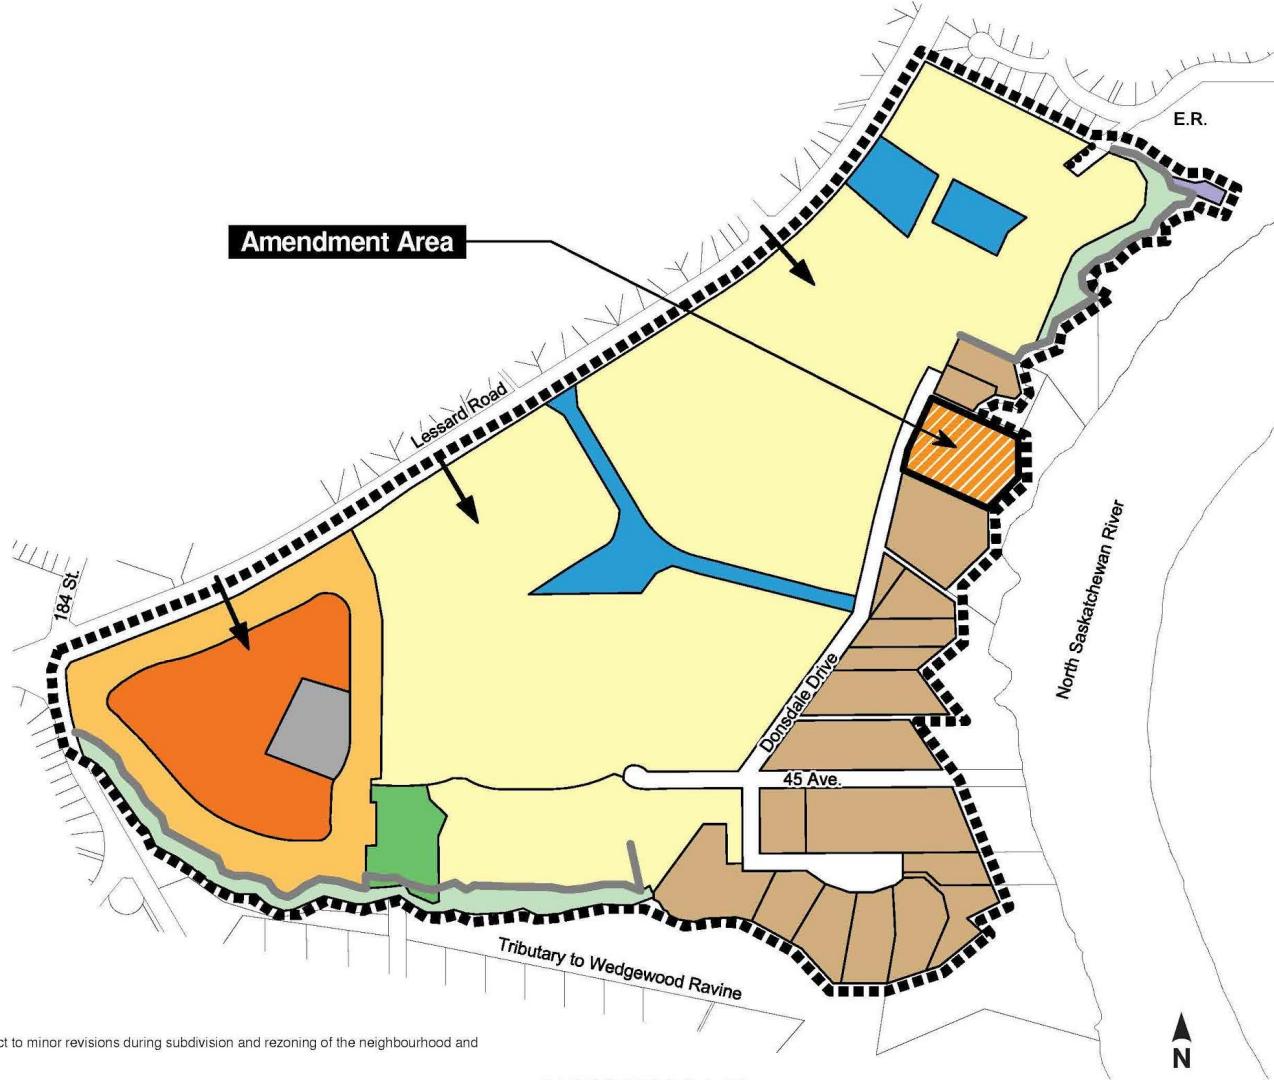 E.R.
Amendment Area
Lessard Road
184 St.
North Saskatchewan River
Donsdale Drive
45 Ave.
Tributary to Wedgewood Ravine
ct to minor revisions during subdivision and rezoning of the neighbourhood and
N